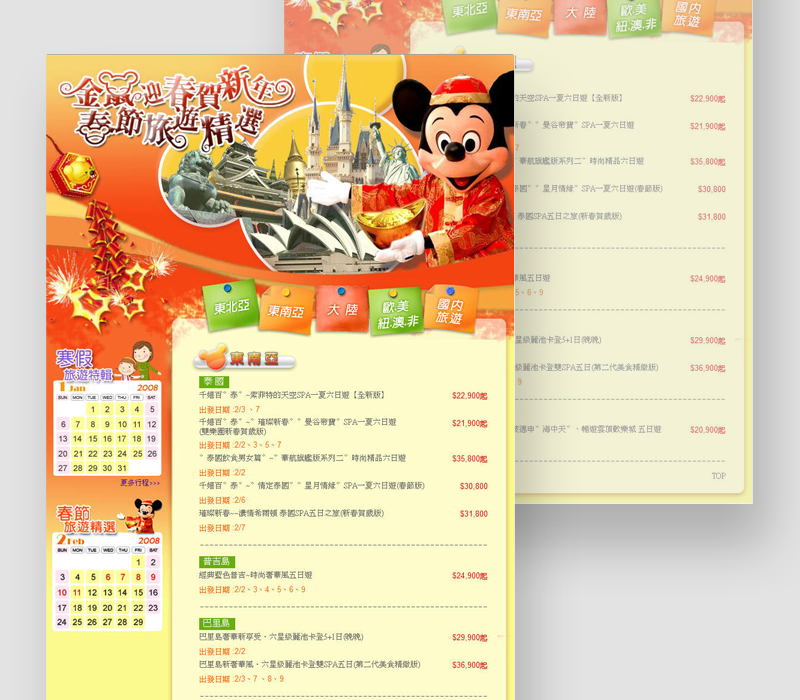 金鼠迎春賀新年
春節旅遊精選
東北亞
東南亞
大陸
歐.美
紐.澳.非
國內
旅遊
寒假
旅遊特輯
1 Jan 2008
SUN MON TUE WED THU FRI SAT
1 2 3 4 5
6 7 8 9 10 11 12
13 14 15 16 17 18 19
20 21 22 23 24 25 26
27 28 29 30 31
更多行程>>>
春節
旅遊精選
2 Feb 2008
SUN MON TUE WED THU FRI SAT
1 2
3 4 5 6 7 8 9
10 11 12 13 14 15 16
17 18 19 20 21 22 23
24 25 26 27 28 29
東南亞
泰國
千嬉百〞泰〞~索菲特的天空SPA一夏六日遊【全新版】 $22,900起
出發日期 :2/3、7
千嬉百〞泰〞~〞璀璨新春〞〞曼谷帝寶〞SPA一夏六日遊 $21,900起
(雙樂園新春賀歲版)
出發日期 :2/2、3、5、7
〞泰國飲食男女篇〞~〞華航旗艦版系列二〞時尚精品六日遊 $35,800起
出發日期 :2/2
千嬉百〞泰〞~〞情定泰國〞〞星月情緣〞SPA一夏六日遊(春節版) $30,800
出發日期 :2/6
璀璨新春~~濃情希爾頓 泰國SPA五日之旅(新春賀歲版) $31,800
出發日期 :2/7
普吉島
經典藍色普吉~時尚奢華風五日遊 $24,900起
出發日期 :2/2、3、4、5、6、9
巴里島
巴里島奢華新享受．六星級麗池卡登5+1日(晚晚) $29,900起
出發日期 :2/2
巴里島新奢華風．六星級麗池卡登雙SPA五日(第二代美食精緻版) $36,900起
出發日期 :2/3、7、8、9
東北亞
東南亞
大陸
歐.美
紐.澳.非
國內
旅遊
天空SPA一夏六日遊【全新版】 $22,900起
新春〞〞曼谷帝寶〞SPA一夏六日遊 $21,900起
7
華航旗艦版系列二〞時尚精品六日遊 $35,800起
〞〞星月情緣〞SPA一夏六日遊(春節版) $30,800
泰國SPA五日之旅(新春賀歲版) $31,800
風五日遊 $24,900起
5、6、9
星級麗池卡登5+1日(晚晚) $29,900起
級麗池卡登雙SPA五日(第二代美食精緻版) $36,900起
9
〞海中天〞、暢遊雲頂歡樂城 五日遊 $20,900起
TOP